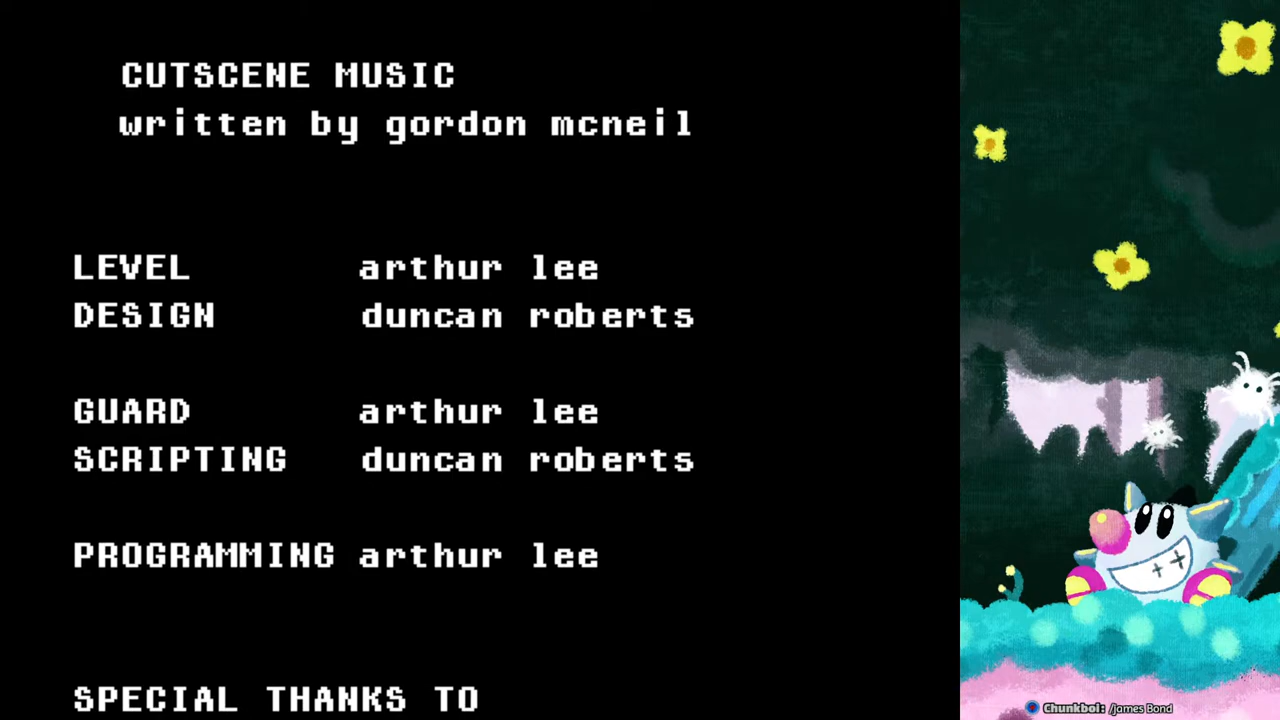 CUTSCENE MUSIC
written by gordon mcneil
LEVEL arthur lee
DESIGN duncan roberts
GUARD arthur lee
SCRIPTING duncan roberts
PROGRAMMING arthur lee
SPECIAL THANKS TO
Chunkboi: /james Bond